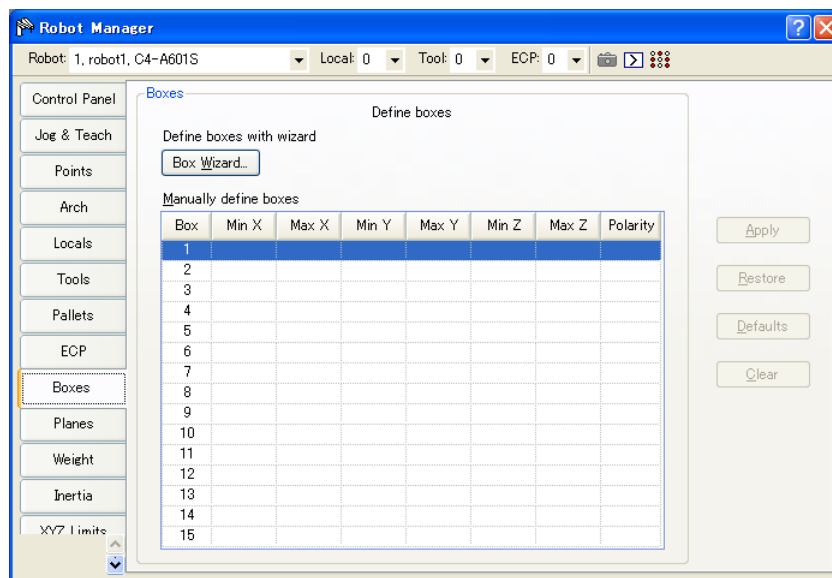 Robot Manager
Robot: 1, robot1, C4-A601S Local: 0 Tool: 0 ECP: 0
Control Panel
Jog & Teach
Points
Arch
Locals
Tools
Pallets
ECP
Boxes
Planes
Weight
Inertia
XYZ Limits
Boxes
Define boxes
Define boxes with wizard
Box Wizard...
Manually define boxes
Box Min X Max X Min Y Max Y Min Z Max Z Polarity
1
2
3
4
5
6
7
8
9
10
11
12
13
14
15
Apply
Restore
Defaults
Clear